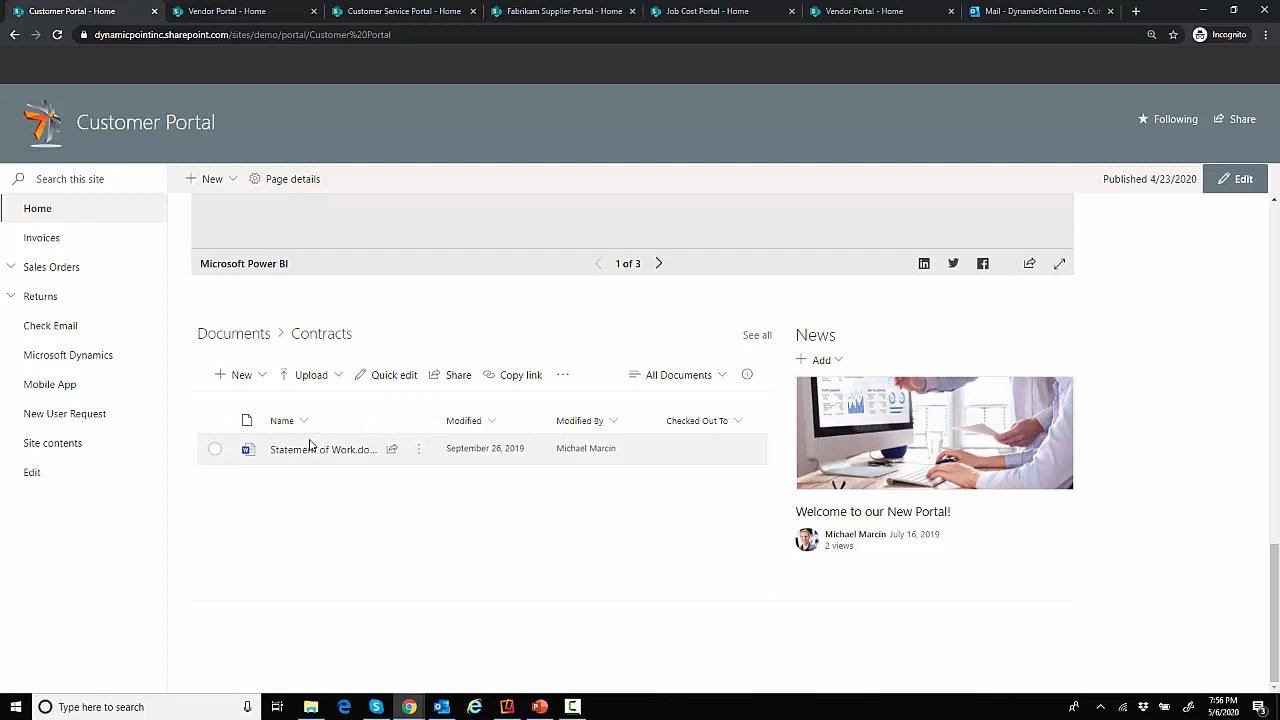 Customer Portal - Home
Vendor Portal - Home
Customer Service Portal - Home
Fabrikam Supplier Portal - Home
Job Cost Portal - Home
Vendor Portal - Home
Mail - DynamicPoint Demo - Out
dynamicpointinc.sharepoint.com/sites/demo/portal/Customer%20Portal
Incognito
Customer Portal
Following
Share
Search this site
New
Page details
Published 4/23/2020
Edit
Home
Invoices
Sales Orders
Returns
Check Email
Microsoft Dynamics
Mobile App
New User Request
Site contents
Edit
Microsoft Power BI
1 of 3
Documents > Contracts
See all
New
Upload
Quick edit
Share
Copy link
...
All Documents
Name
Modified
Modified By
Checked Out To
Statement of Work.do...
September 26, 2019
Michael Marcin
News
Add
Welcome to our New Portal!
Michael Marcin July 16, 2019
2 views
Type here to search
7:56 PM
5/6/2020